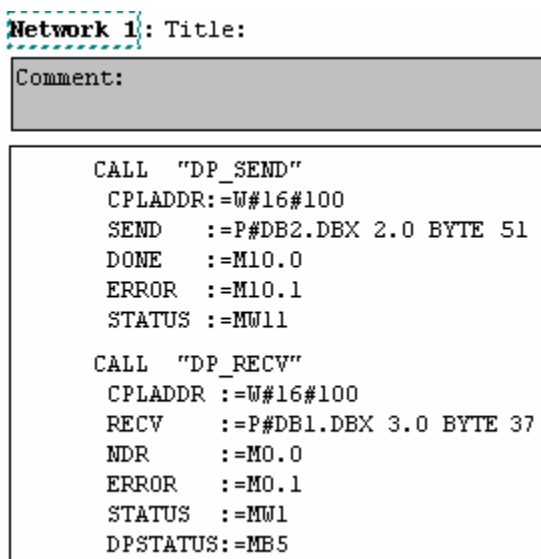 Network 1: Title:
Comment:
CALL "DP_SEND"
CPLADDR:=W#16#100
SEND :=P#DB2.DBX 2.0 BYTE 51
DONE :=M10.0
ERROR :=M10.1
STATUS :=MW11
CALL "DP_RECV"
CPLADDR :=W#16#100
RECV :=P#DB1.DBX 3.0 BYTE 37
NDR :=M0.0
ERROR :=M0.1
STATUS :=MW1
DPSTATUS:=MB5